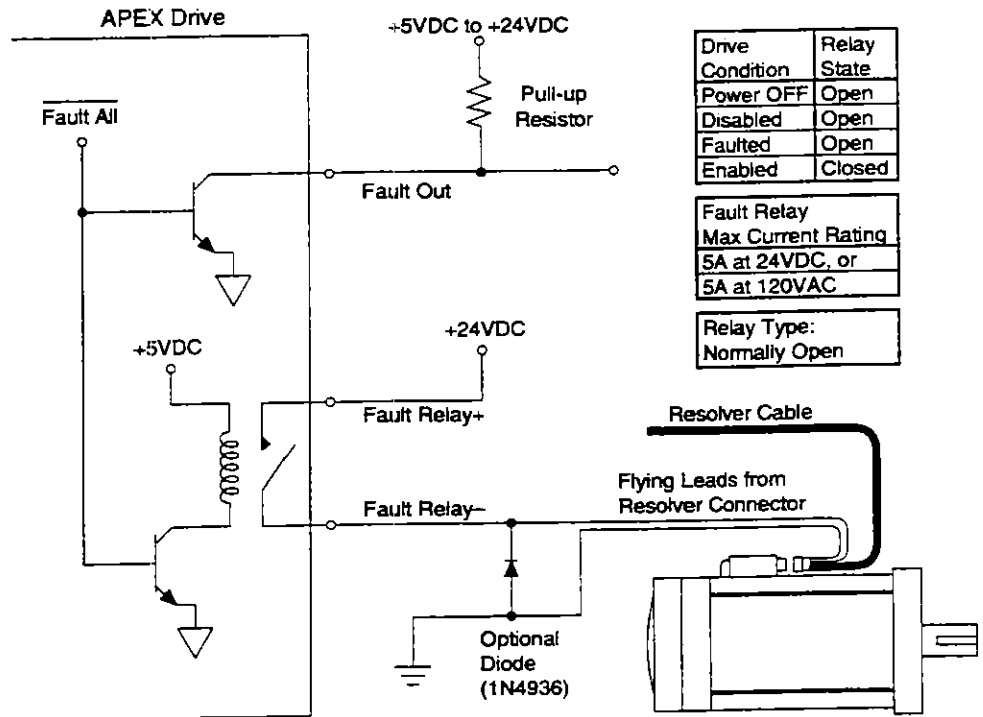 APEX Drive
+5VDC to +24VDC
Fault All
Pull-up
Resistor
Fault Out
Drive Condition Relay State
Power OFF Open
Disabled Open
Faulted Open
Enabled Closed
Fault Relay
Max Current Rating
5A at 24VDC, or
5A at 120VAC
Relay Type:
Normally Open
+5VDC
+24VDC
Fault Relay+
Resolver Cable
Flying Leads from
Resolver Connector
Fault Relay–
Optional
Diode
(1N4936)